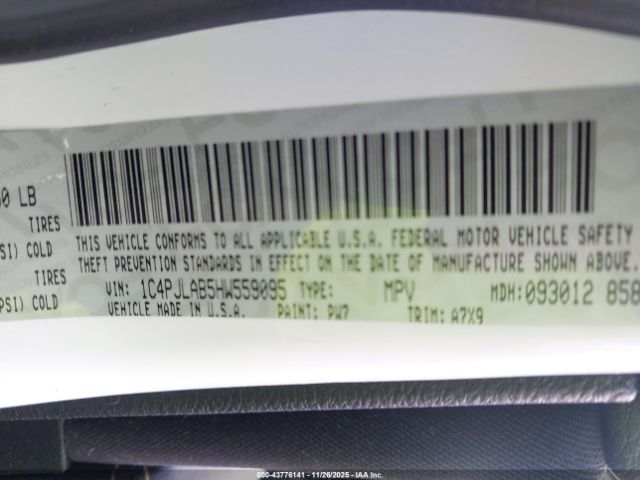 50 LB
TIRES
PSI) COLD
TIRES
PSI) COLD
THIS VEHICLE CONFORMS TO ALL APPLICABLE U.S.A. FEDERAL MOTOR VEHICLE SAFETY
THEFT PREVENTION STANDARDS IN EFFECT ON THE DATE OF MANUFACTURE SHOWN ABOVE.
VIN: 1C4PJLAB5HW559095 TYPE: MPV MDH:093012 858
VEHICLE MADE IN U.S.A. PAINT: PW7 TRIM: A7X9
000-43776141 - 11/26/2025 - IAA Inc.